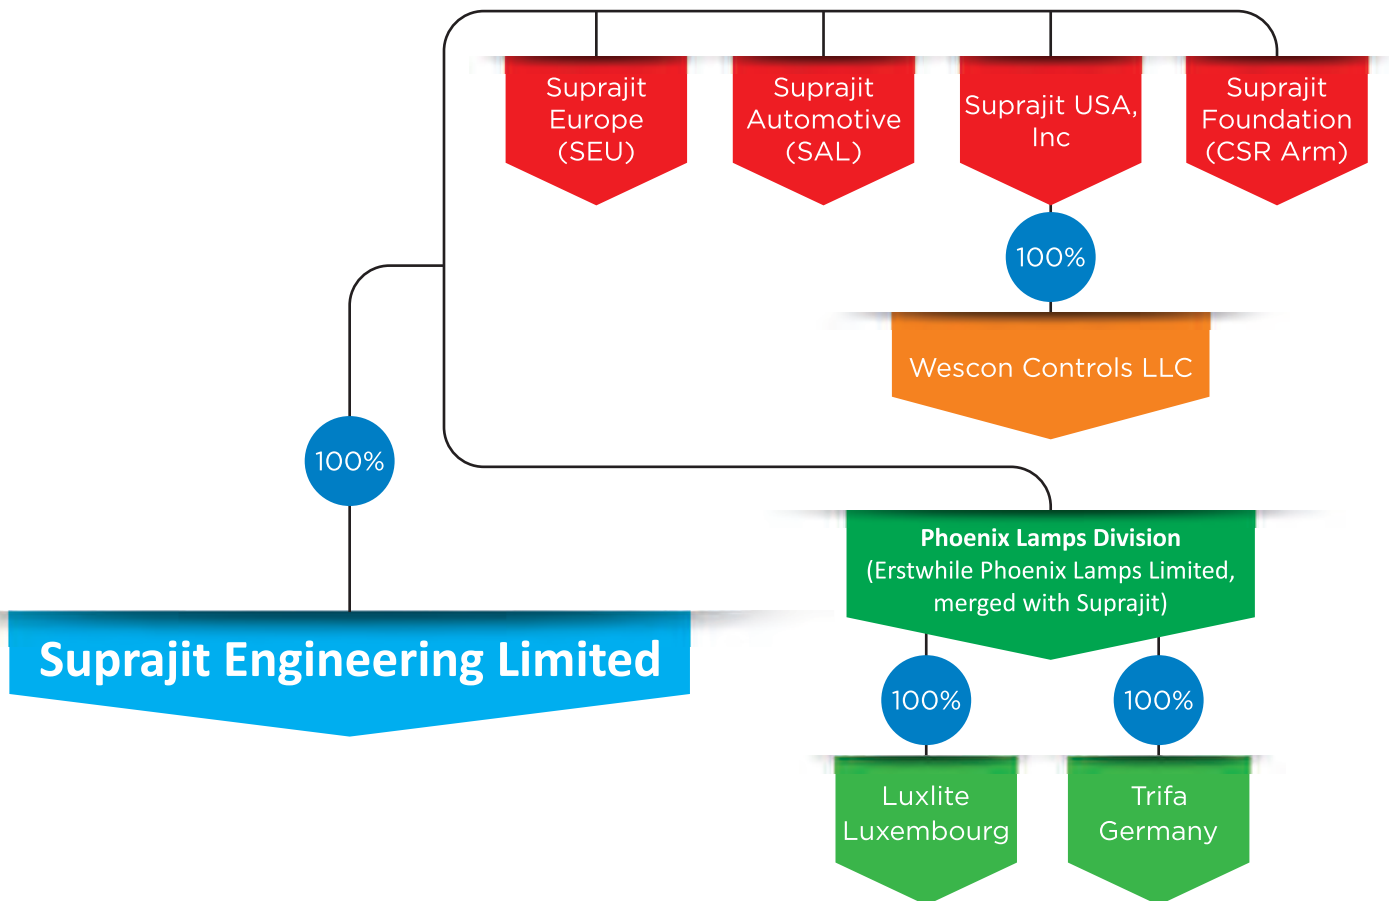 Suprajit
Europe
(SEU)
Suprajit
Automotive
(SAL)
Suprajit USA,
Inc
Suprajit
Foundation
(CSR Arm)
100%
Wescon Controls LLC
100%
Phoenix Lamps Division
(Erstwhile Phoenix Lamps Limited,
merged with Suprajit)
Suprajit Engineering Limited
100%
100%
Luxlite
Luxembourg
Trifa
Germany